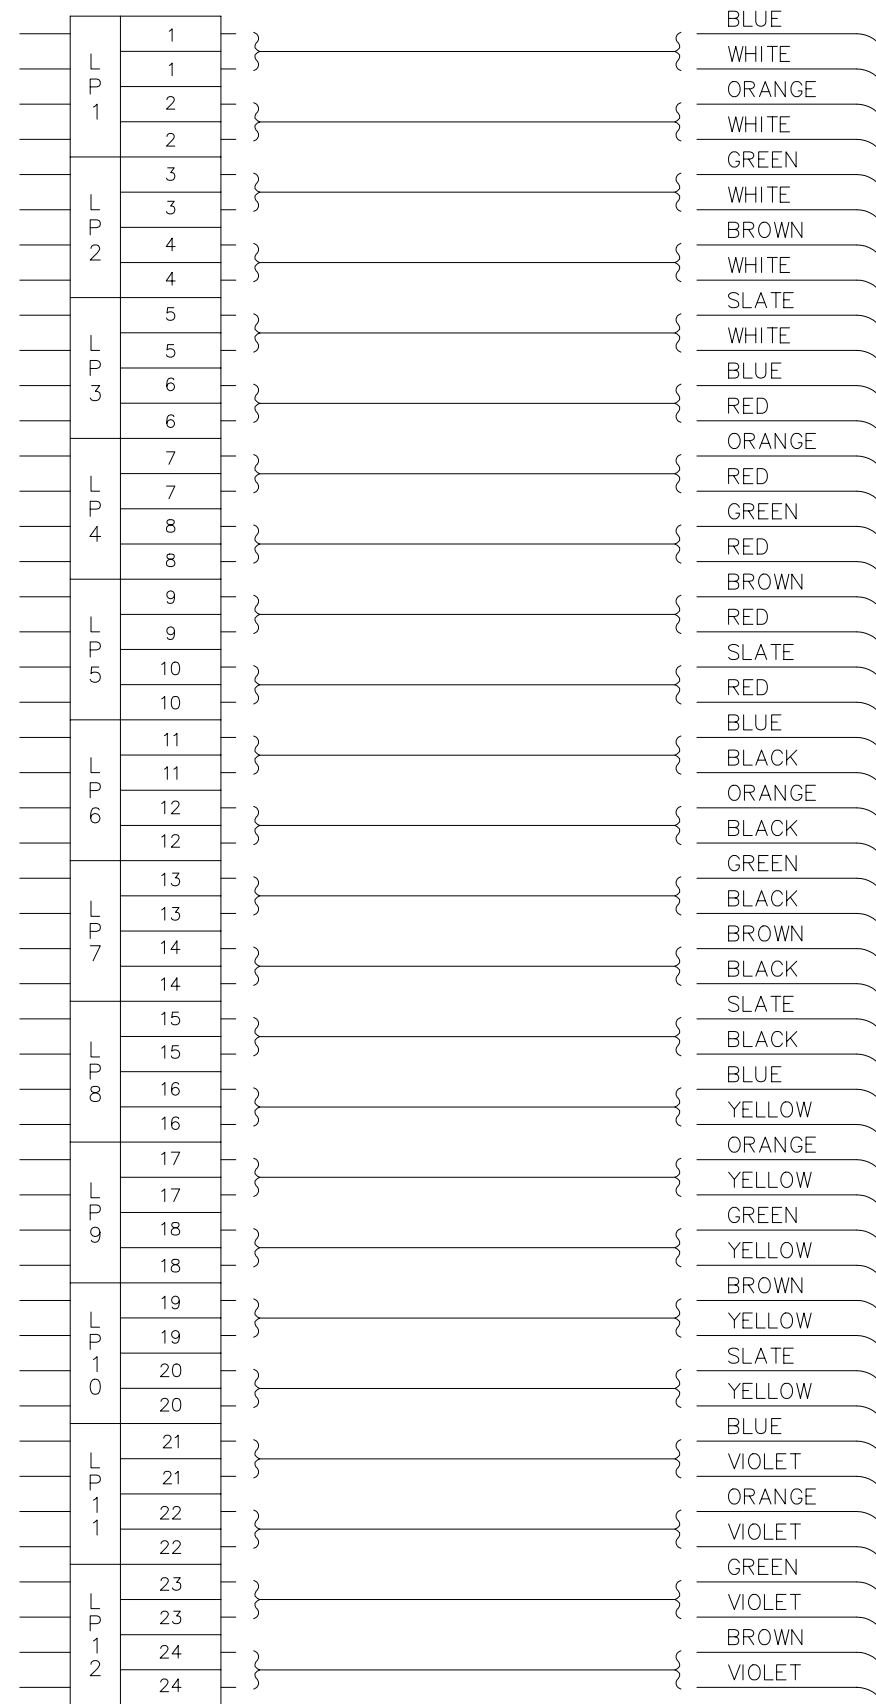 LP1
1 BLUE
1 WHITE
2 ORANGE
2 WHITE
LP2
3 GREEN
3 WHITE
4 BROWN
4 WHITE
LP3
5 SLATE
5 WHITE
6 BLUE
6 RED
LP4
7 ORANGE
7 RED
8 GREEN
8 RED
LP5
9 BROWN
9 RED
10 SLATE
10 RED
LP6
11 BLUE
11 BLACK
12 ORANGE
12 BLACK
LP7
13 GREEN
13 BLACK
14 BROWN
14 BLACK
LP8
15 SLATE
15 BLACK
16 BLUE
16 YELLOW
LP9
17 ORANGE
17 YELLOW
18 GREEN
18 YELLOW
LP10
19 BROWN
19 YELLOW
20 SLATE
20 YELLOW
LP11
21 BLUE
21 VIOLET
22 ORANGE
22 VIOLET
LP12
23 GREEN
23 VIOLET
24 BROWN
24 VIOLET